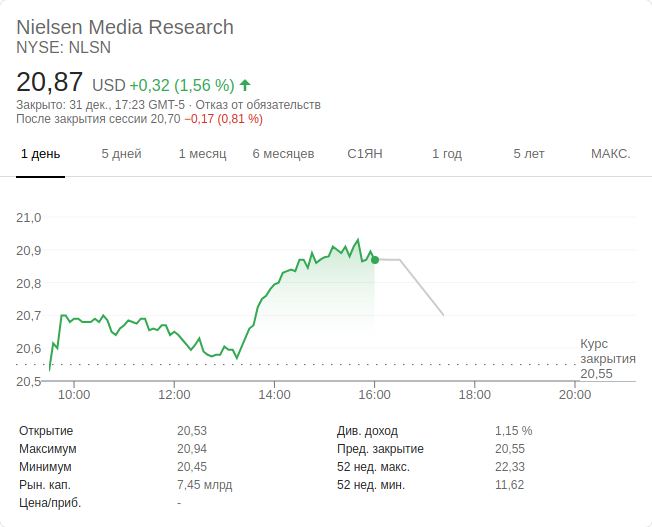 Nielsen Media Research
NYSE: NLSN
20,87 USD +0,32 (1,56 %)
Закрыто: 31 дек., 17:23 GMT-5 · Отказ от обязательств
После закрытия сессии 20,70 −0,17 (0,81 %)
1 день 5 дней 1 месяц 6 месяцев С1ЯН 1 год 5 лет МАКС.
21,0
20,9
20,8
20,7
20,6
20,5
Курс
закрытия
20,55
10:00 12:00 14:00 16:00 18:00 20:00
Открытие 20,53 Див. доход 1,15 %
Максимум 20,94 Пред. закрытие 20,55
Минимум 20,45 52 нед. макс. 22,33
Рын. кап. 7,45 млрд 52 нед. мин. 11,62
Цена/приб. -